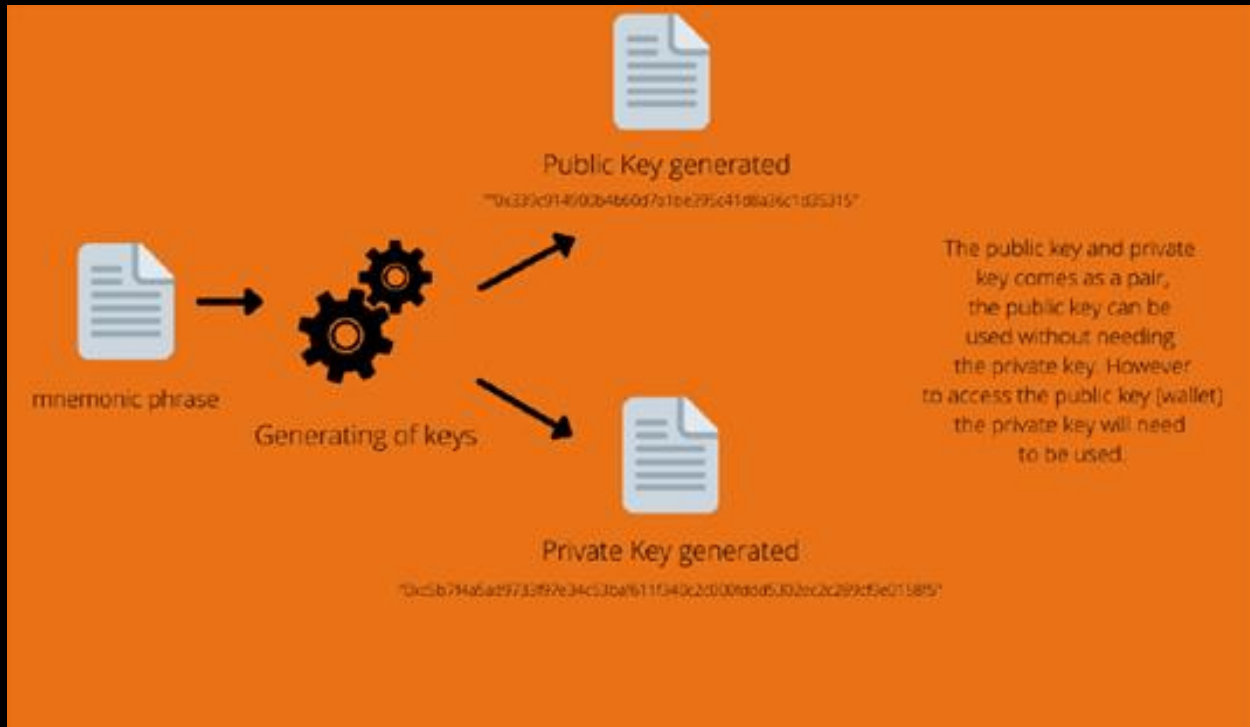 Public Key generated
mnemonic phrase
Generating of keys
The public key and private
key comes as a pair,
the public key can be
used without needing
the private key. However
to access the public key (wallet)
the private key will need
to be used.
Private Key generated